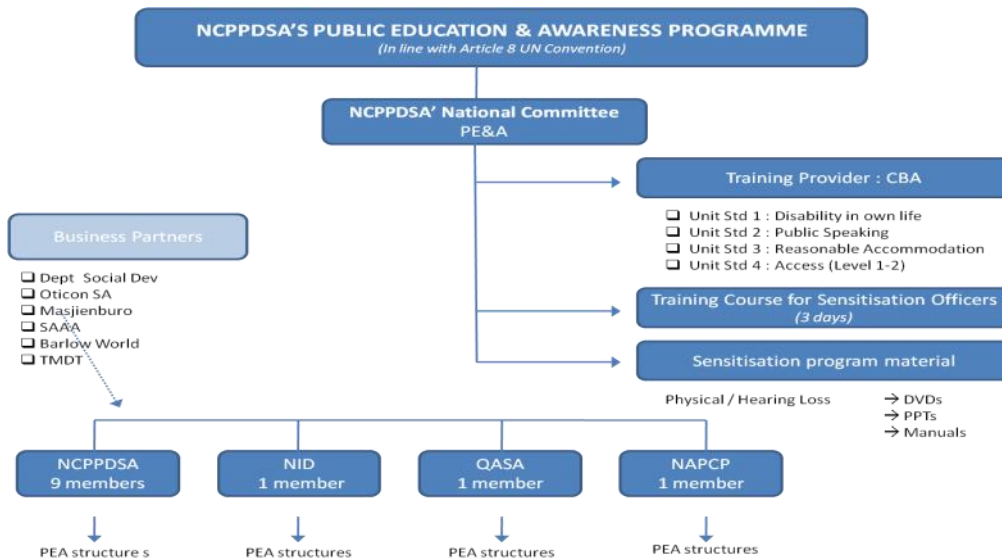 NCPPDSA'S PUBLIC EDUCATION & AWARENESS PROGRAMME
(In line with Article 8 UN Convention)
NCPPDSA' National Committee
PE&A
Training Provider : CBA
❑ Unit Std 1 : Disability in own life
❑ Unit Std 2 : Public Speaking
❑ Unit Std 3 : Reasonable Accommodation
❑ Unit Std 4 : Access (Level 1-2)
Business Partners
❑ Dept Social Dev
❑ Oticon SA
❑ Masjienburo
❑ SAAA
❑ Barlow World
❑ TMDT
Training Course for Sensitisation Officers
(3 days)
Sensitisation program material
Physical / Hearing Loss → DVDs
→ PPTs
→ Manuals
NCPPDSA
9 members
NID
1 member
QASA
1 member
NAPCP
1 member
PEA structure s
PEA structures
PEA structures
PEA structures